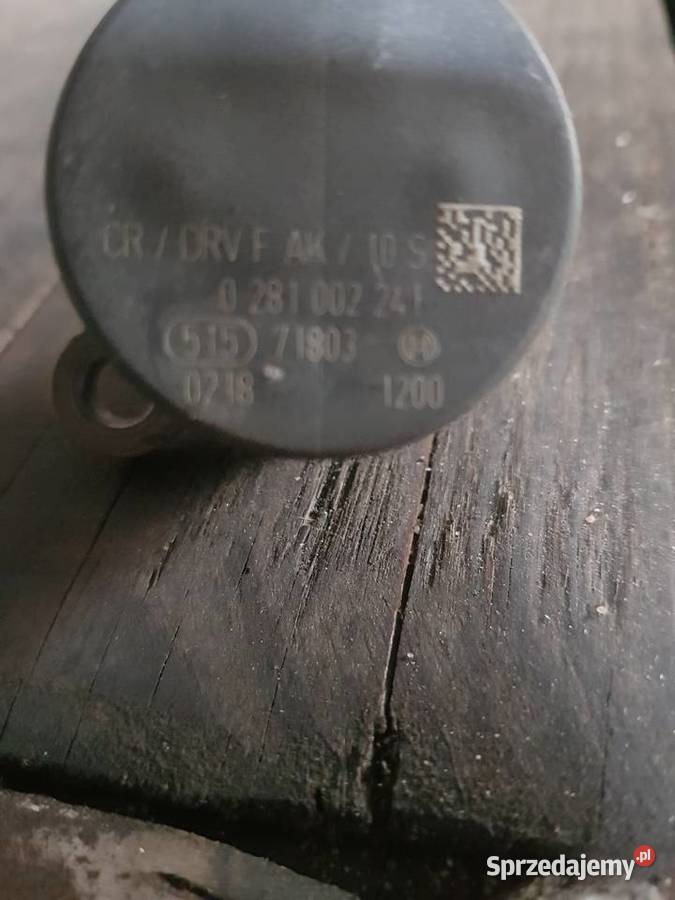 CR / DRV F AK / 10 S
0 281 002 241
515 71803
0218 1200
Sprzedajemy.pl